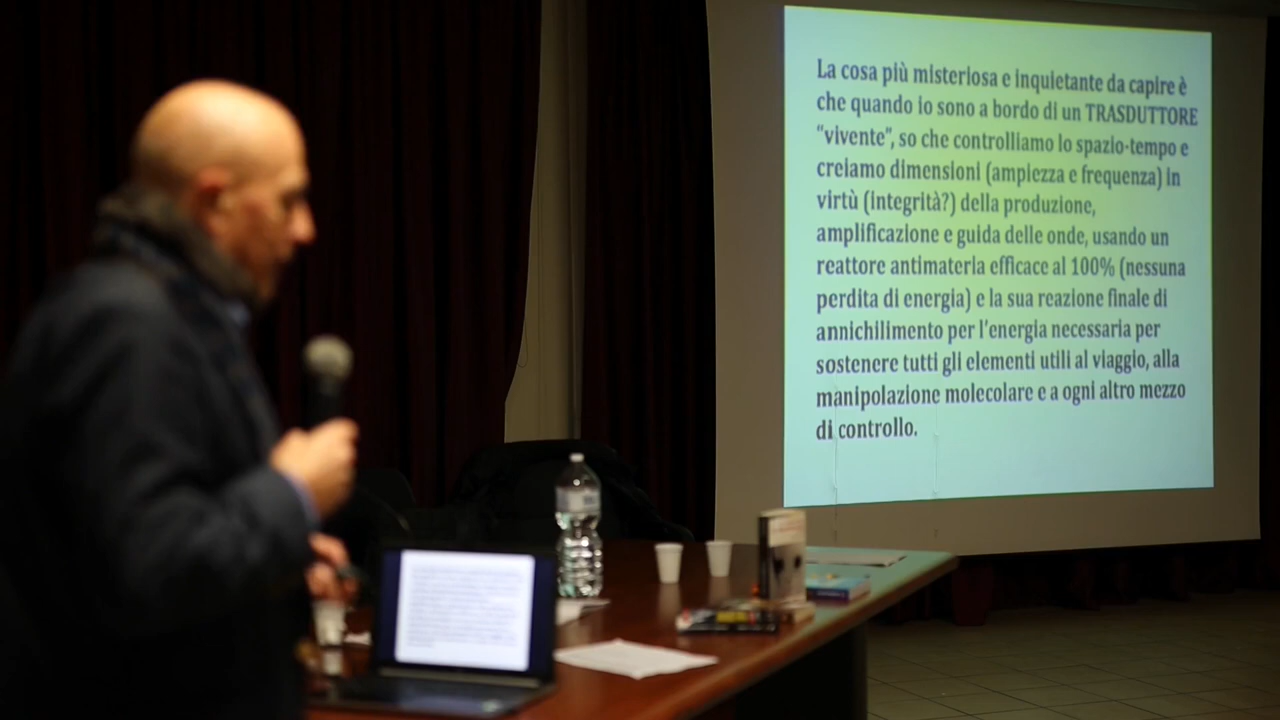 La cosa più misteriosa e inquietante da capire è
che quando io sono a bordo di un TRASDUTTORE
"vivente", so che controlliamo lo spazio-tempo e
creiamo dimensioni (ampiezza e frequenza) in
virtù (integrità?) della produzione,
amplificazione e guida delle onde, usando un
reattore antimateria efficace al 100% (nessuna
perdita di energia) e la sua reazione finale di
annichilimento per l'energia necessaria per
sostenere tutti gli elementi utili al viaggio, alla
manipolazione molecolare e a ogni altro mezzo
di controllo.